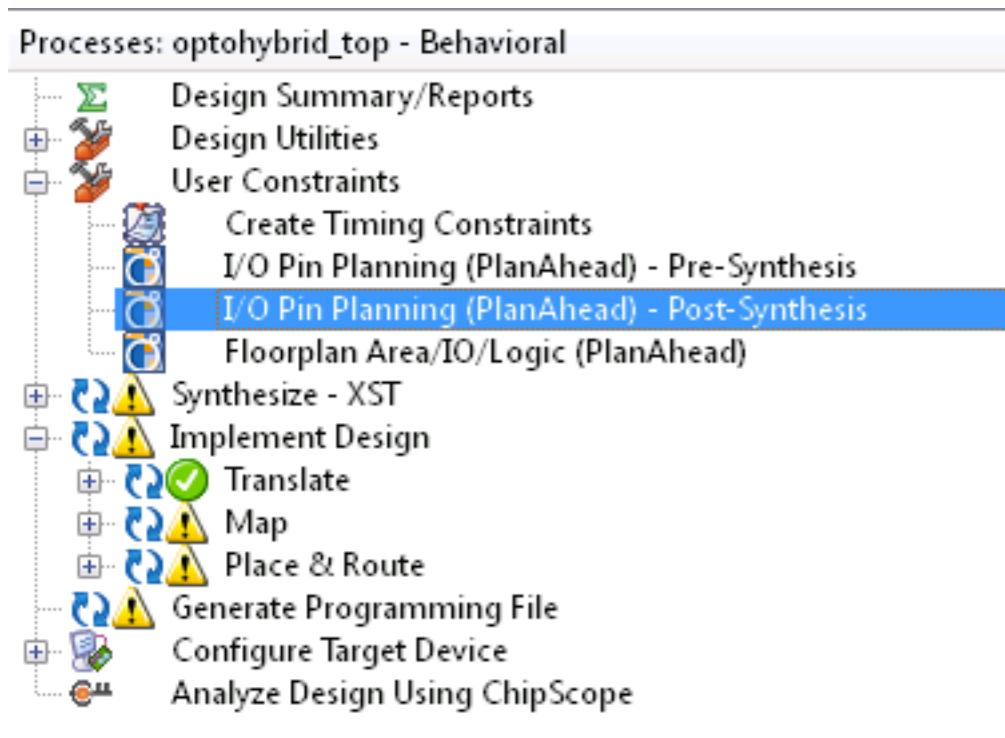 Processes: optohybrid_top - Behavioral
Design Summary/Reports
Design Utilities
User Constraints
Create Timing Constraints
I/O Pin Planning (PlanAhead) - Pre-Synthesis
I/O Pin Planning (PlanAhead) - Post-Synthesis
Floorplan Area/IO/Logic (PlanAhead)
Synthesize - XST
Implement Design
Translate
Map
Place & Route
Generate Programming File
Configure Target Device
Analyze Design Using ChipScope